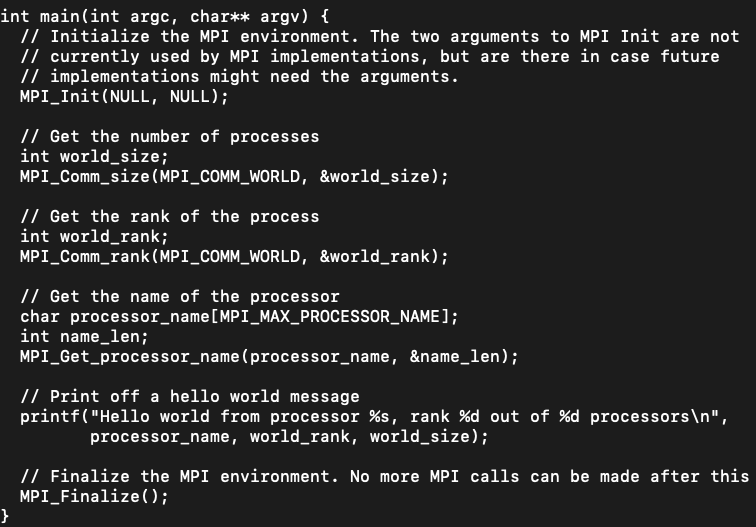 int main(int argc, char** argv) {
  // Initialize the MPI environment. The two arguments to MPI Init are not
  // currently used by MPI implementations, but are there in case future
  // implementations might need the arguments.
  MPI_Init(NULL, NULL);

  // Get the number of processes
  int world_size;
  MPI_Comm_size(MPI_COMM_WORLD, &world_size);

  // Get the rank of the process
  int world_rank;
  MPI_Comm_rank(MPI_COMM_WORLD, &world_rank);

  // Get the name of the processor
  char processor_name[MPI_MAX_PROCESSOR_NAME];
  int name_len;
  MPI_Get_processor_name(processor_name, &name_len);

  // Print off a hello world message
  printf("Hello world from processor %s, rank %d out of %d processors\n",
         processor_name, world_rank, world_size);

  // Finalize the MPI environment. No more MPI calls can be made after this
  MPI_Finalize();
}